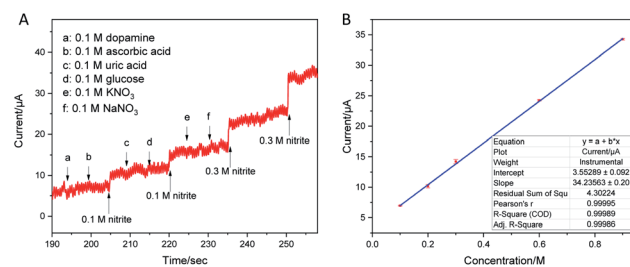 A
a: 0.1 M dopamine
b: 0.1 M ascorbic acid
c: 0.1 M uric acid
d: 0.1 M glucose
e: 0.1 M KNO₃
f: 0.1 M NaNO₃
Current/µA
40
30
20
10
0
a
b
c
d
e
f
0.1 M nitrite
0.1 M nitrite
0.3 M nitrite
0.3 M nitrite
190 200 210 220 230 240 250
Time/sec
B
Current/µA
35
30
25
20
15
10
5
0
Equation y = a + b*x
Plot Current/µA
Weight Instrumental
Intercept 3.55289 ± 0.092
Slope 34.23563 ± 0.20
Residual Sum of Squ 4.30224
Pearson's r 0.99995
R-Square (COD) 0.99989
Adj. R-Square 0.99986
0.0 0.2 0.4 0.6 0.8
Concentration/M